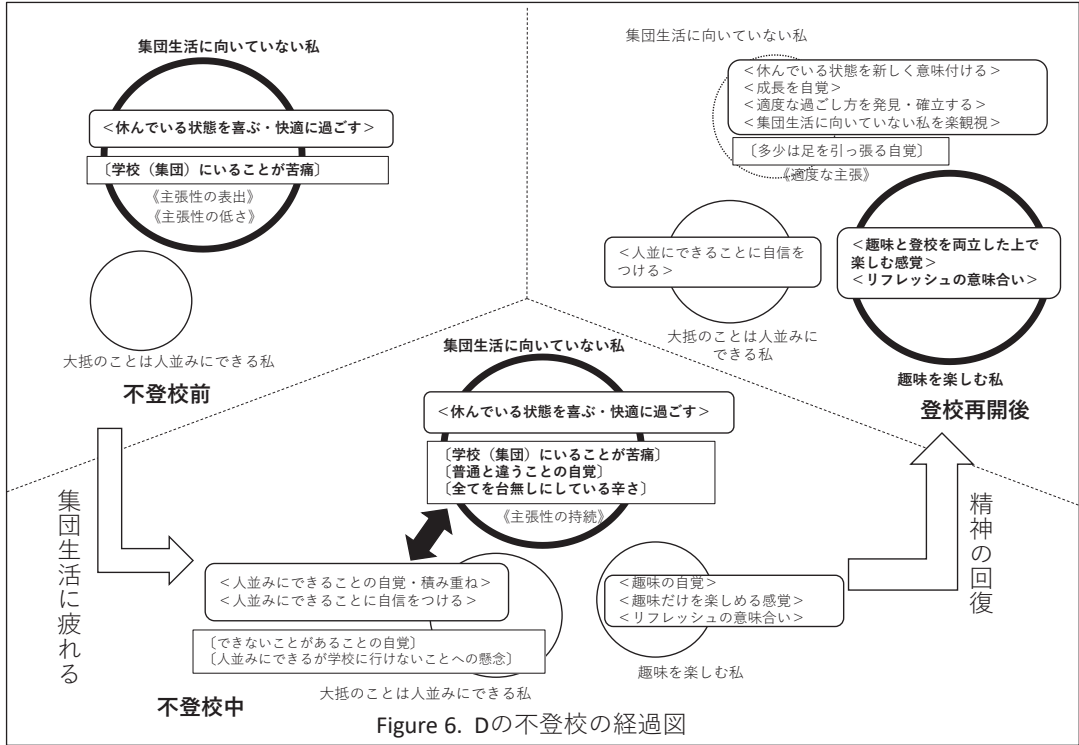 集団生活に向いていない私
＜休んでいる状態を喜ぶ・快適に過ごす＞
〔学校（集団）にいることが苦痛〕
《主張性の表出》
《主張性の低さ》
大抵のことは人並みにできる私
不登校前
集団生活に向いていない私
＜休んでいる状態を新しく意味付ける＞
＜成長を自覚＞
＜適度な過ごし方を発見・確立する＞
＜集団生活に向いていない私を楽観視＞
〔多少は足を引っ張る自覚〕
《適度な主張》
＜人並にできることに自信を
つける＞
大抵のことは人並みに
できる私
＜趣味と登校を両立した上で
楽しむ感覚＞
＜リフレッシュの意味合い＞
趣味を楽しむ私
登校再開後
集団生活に疲れる
集団生活に向いていない私
＜休んでいる状態を喜ぶ・快適に過ごす＞
〔学校（集団）にいることが苦痛〕
〔普通と違うことの自覚〕
〔全てを台無しにしている辛さ〕
《主張性の持続》
＜人並みにできることの自覚・積み重ね＞
＜人並みにできることに自信をつける＞
〔できないことがあることの自覚〕
〔人並みにできるが学校に行けないことへの懸念〕
大抵のことは人並みにできる私
＜趣味の自覚＞
＜趣味だけを楽しめる感覚＞
＜リフレッシュの意味合い＞
趣味を楽しむ私
精神の回復
不登校中
Figure 6. Dの不登校の経過図